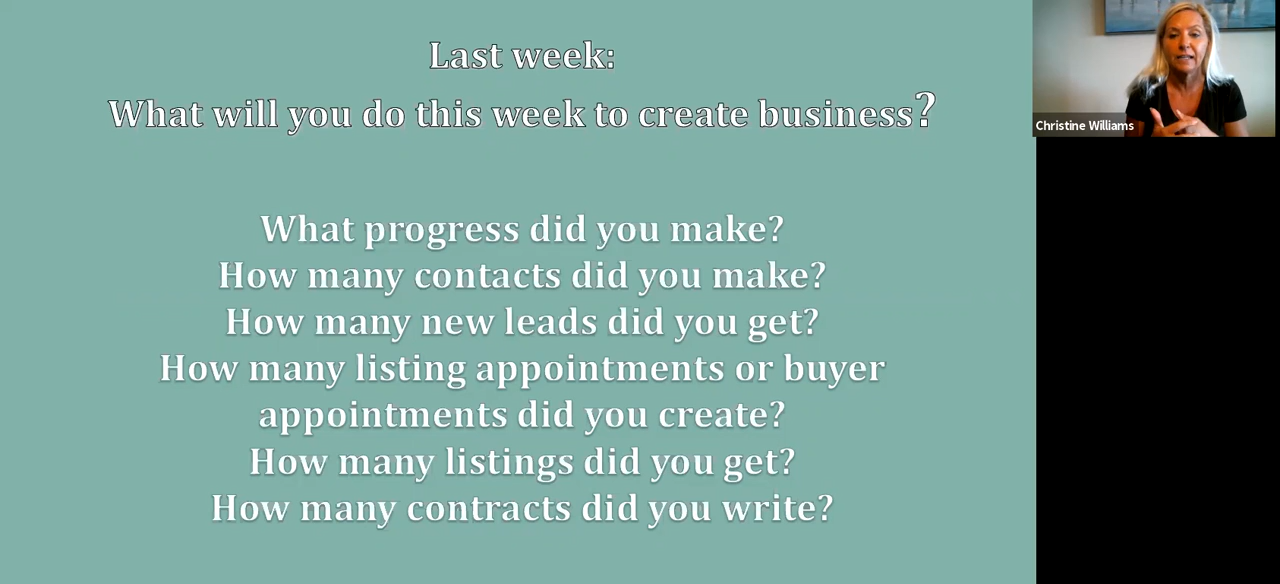 Last week:
What will you do this week to create business?
What progress did you make?
How many contacts did you make?
How many new leads did you get?
How many listing appointments or buyer
appointments did you create?
How many listings did you get?
How many contracts did you write?
Christine Williams